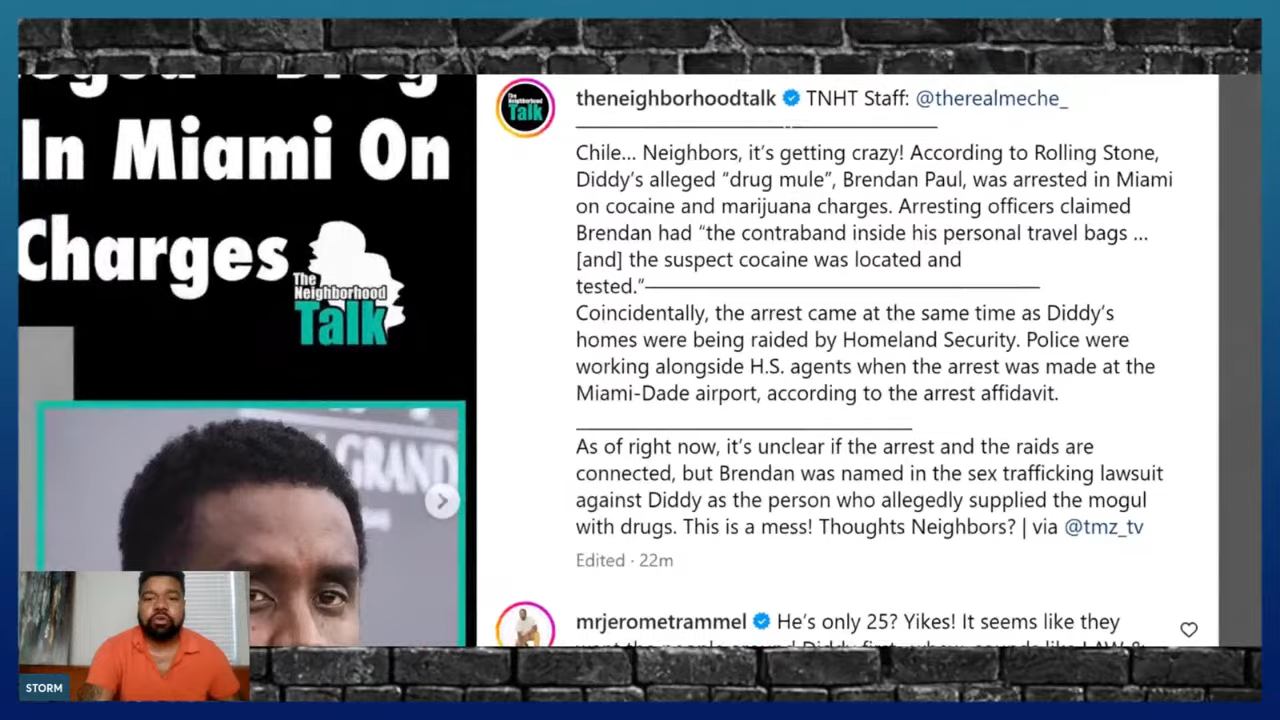 In Miami On
Charges
The
Neighborhood
Talk
GRAND
The
Neighborhood
Talk
theneighborhoodtalk TNHT Staff: @therealmeche_
Chile... Neighbors, it's getting crazy! According to Rolling Stone,
Diddy's alleged "drug mule", Brendan Paul, was arrested in Miami
on cocaine and marijuana charges. Arresting officers claimed
Brendan had "the contraband inside his personal travel bags ...
[and] the suspect cocaine was located and
tested."
Coincidentally, the arrest came at the same time as Diddy's
homes were being raided by Homeland Security. Police were
working alongside H.S. agents when the arrest was made at the
Miami-Dade airport, according to the arrest affidavit.
As of right now, it's unclear if the arrest and the raids are
connected, but Brendan was named in the sex trafficking lawsuit
against Diddy as the person who allegedly supplied the mogul
with drugs. This is a mess! Thoughts Neighbors? | via @tmz_tv
Edited · 22m
mrjerometrammel He's only 25? Yikes! It seems like they
STORM